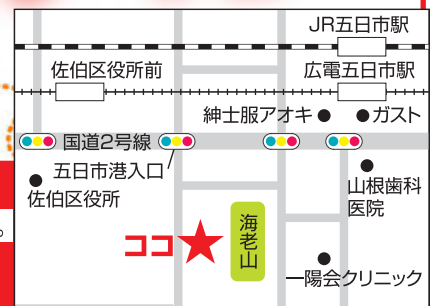 JR五日市駅
佐伯区役所前
広電五日市駅
紳士服アオキ
ガスト
国道2号線
五日市港入口
佐伯区役所
山根歯科
医院
海老山
ココ
一陽会クリニック